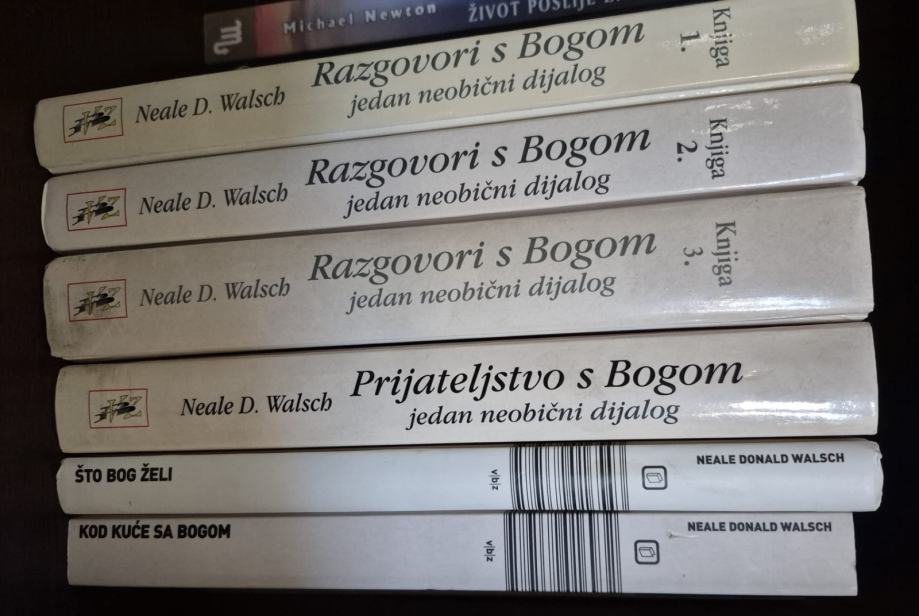 Michael Newton
ŽIVOT POSLIJE
Neale D. Walsch
Razgovori s Bogom
jedan neobični dijalog
Knjiga
1.
Neale D. Walsch
Razgovori s Bogom
jedan neobični dijalog
Knjiga
2.
Neale D. Walsch
Razgovori s Bogom
jedan neobični dijalog
Knjiga
3.
Neale D. Walsch
Prijateljstvo s Bogom
jedan neobični dijalog
ŠTO BOG ŽELI
v|b|z
NEALE DONALD WALSCH
KOD KUĆE SA BOGOM
v|b|z
NEALE DONALD WALSCH